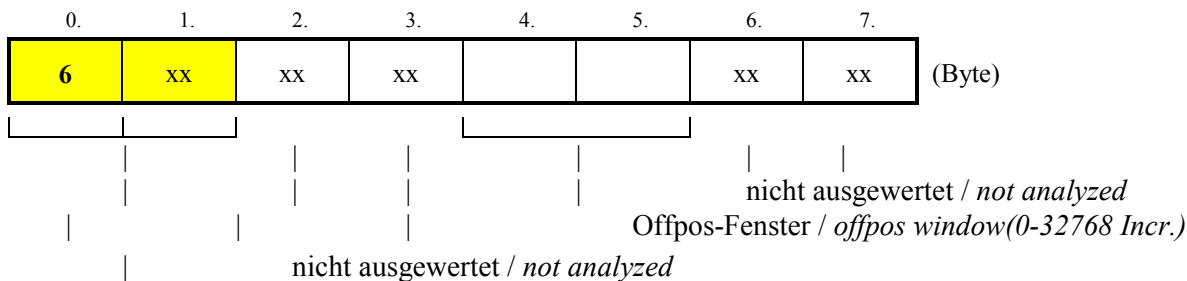 0. 1. 2. 3. 4. 5. 6. 7.
6 xx xx xx xx xx (Byte)
nicht ausgewertet / not analyzed
Offpos-Fenster / offpos window(0-32768 Incr.)
nicht ausgewertet / not analyzed